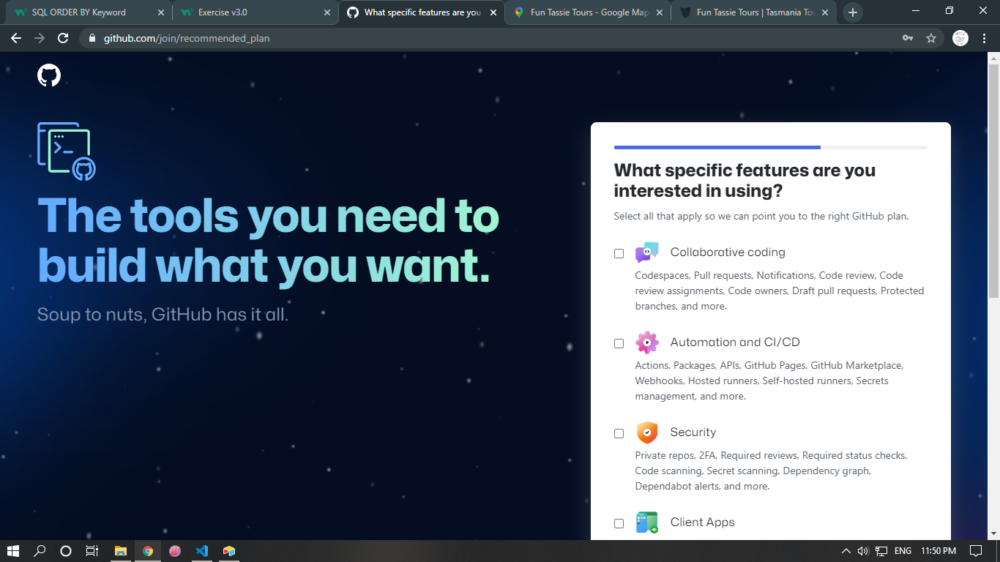 SQL ORDER BY Keyword
Exercise v3.0
What specific features are you
Fun Tassie Tours - Google Map
Fun Tassie Tours | Tasmania Tou
github.com/join/recommended_plan
The tools you need to
build what you want.
Soup to nuts, GitHub has it all.
What specific features are you
interested in using?
Select all that apply so we can point you to the right GitHub plan.
Collaborative coding
Codespaces, Pull requests, Notifications, Code review, Code
review assignments, Code owners, Draft pull requests, Protected
branches, and more.
Automation and CI/CD
Actions, Packages, APIs, GitHub Pages, GitHub Marketplace,
Webhooks, Hosted runners, Self-hosted runners, Secrets
management, and more.
Security
Private repos, 2FA, Required reviews, Required status checks,
Code scanning, Secret scanning, Dependency graph,
Dependabot alerts, and more.
Client Apps
ENG
11:50 PM